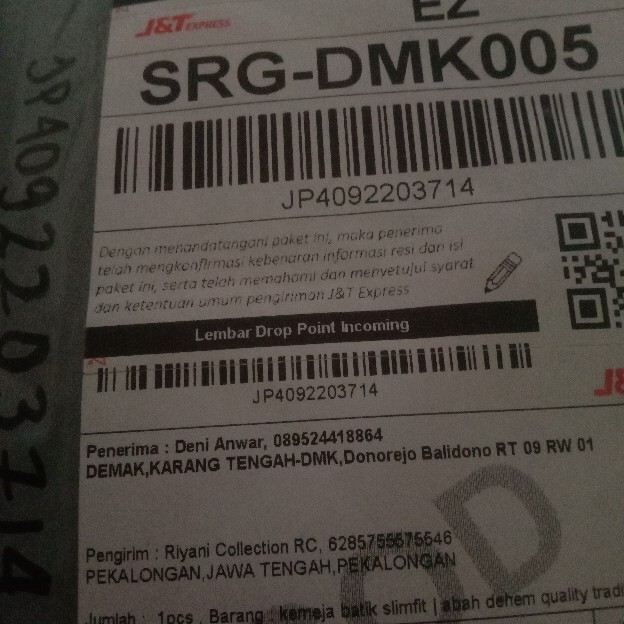 J&T EXPRESS
EZ
SRG-DMK005
JP4092203714
JP4092203714
Dengan menandatangani paket ini, maka penerima
telah mengkonfirmasi kebenaran informasi resi dan isi
paket ini, serta telah memahami dan menyetujui syarat
dan ketentuan umum pengiriman J&T Express
Lembar Drop Point Incoming
JP4092203714
Penerima : Deni Anwar, 089524418864
DEMAK,KARANG TENGAH-DMK,Donorejo Balidono RT 09 RW 01
Pengirim : Riyani Collection RC, 6285755575546
PEKALONGAN,JAWA TENGAH,PEKALONGAN
Jumlah : 1pcs , Barang : kemeja batik slimfit | abah dehem quality